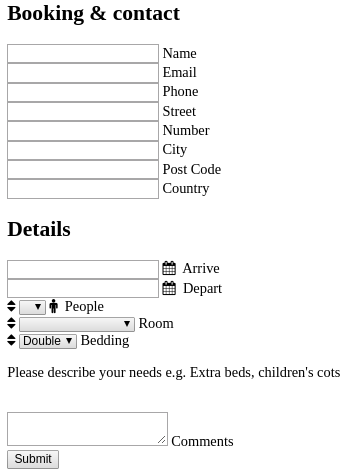 Booking & contact
Name
Email
Phone
Street
Number
City
Post Code
Country
Details
Arrive
Depart
People
Room
Double Bedding
Please describe your needs e.g. Extra beds, children's cots
Comments
Submit